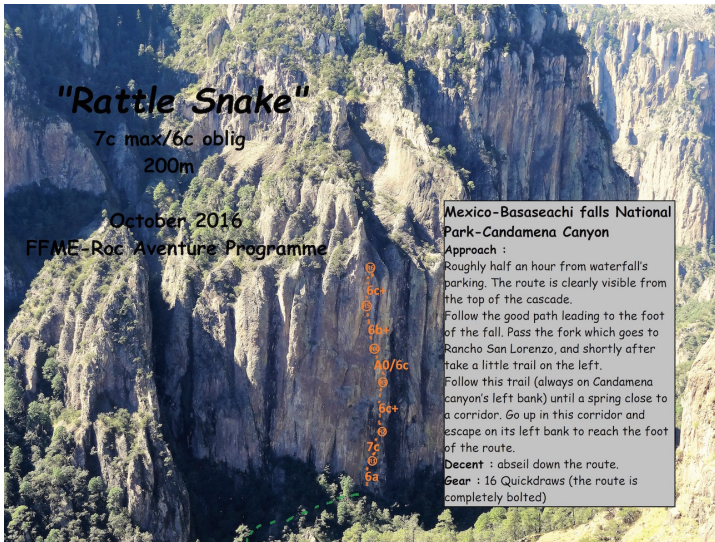 "Rattle Snake"
7c max/6c oblig
200m
October 2016
FFME-Roc Aventure Programme
6c+
6b+
A0/6c
6c+
7c
6a
Mexico-Basaseachi falls National
Park-Candamena Canyon
Approach :
Roughly half an hour from waterfall's
parking. The route is clearly visible from
the top of the cascade.
Follow the good path leading to the foot
of the fall. Pass the fork which goes to
Rancho San Lorenzo, and shortly after
take a little trail on the left.
Follow this trail (always on Candamena
canyon's left bank) until a spring close to
a corridor. Go up in this corridor and
escape on its left bank to reach the foot
of the route.
Decent : abseil down the route.
Gear : 16 Quickdraws (the route is
completely bolted)